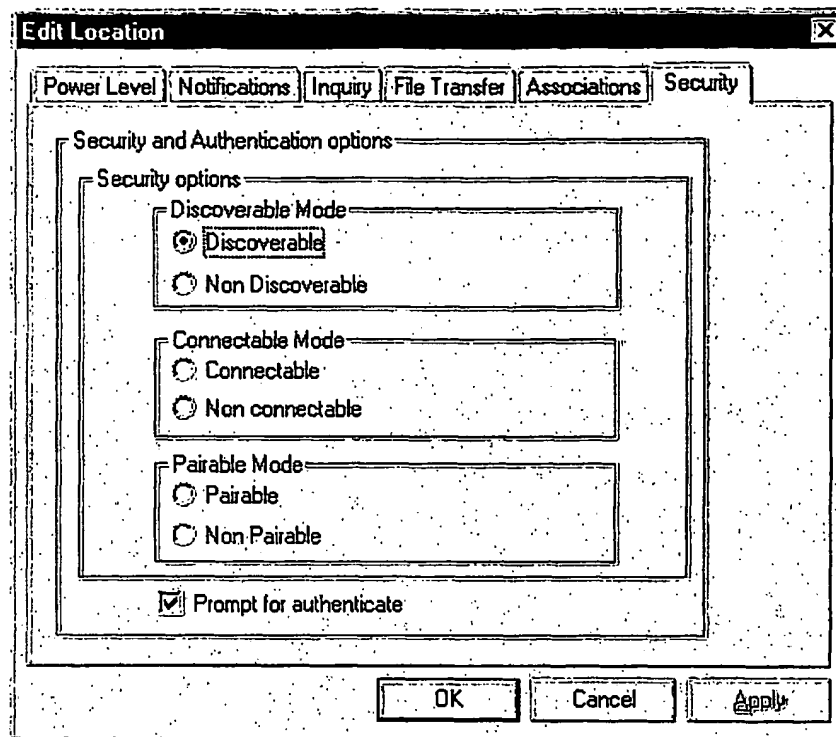 Edit Location
Power Level Notifications Inquiry File Transfer Associations Security
Security and Authentication options
Security options
Discoverable Mode
Discoverable
Non Discoverable
Connectable Mode
Connectable
Non connectable
Pairable Mode
Pairable
Non Pairable
Prompt for authenticate
OK Cancel Apply